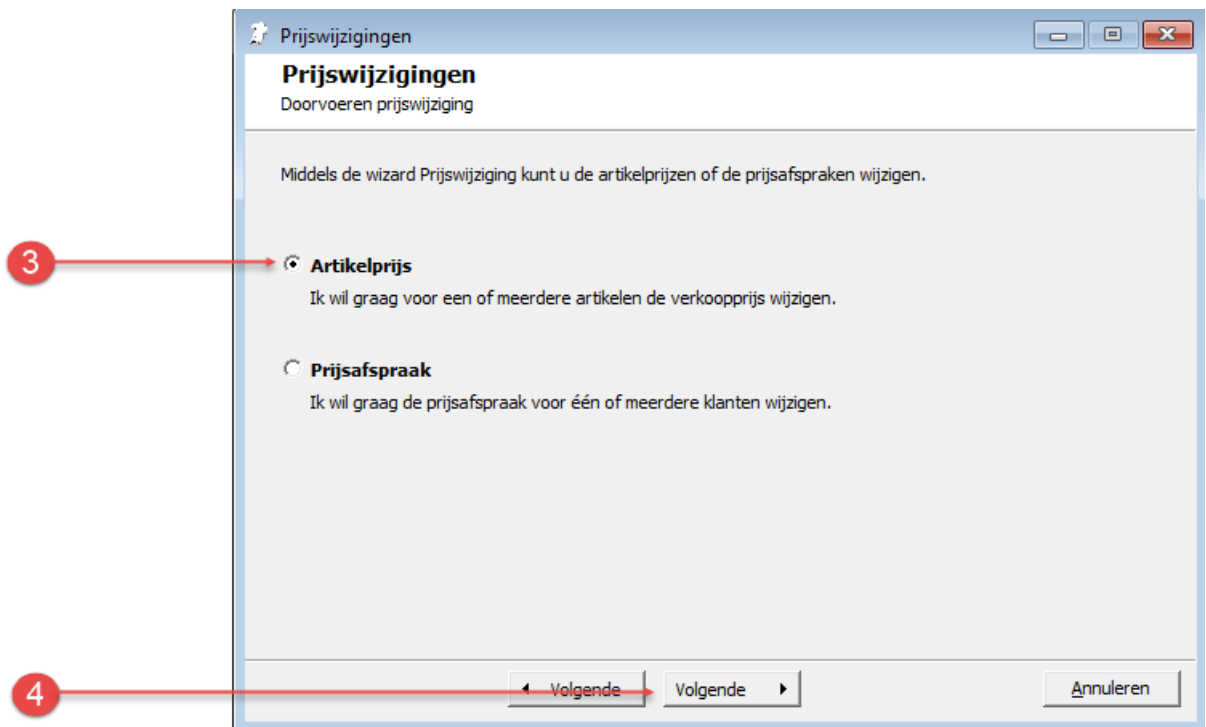 Prijswijzigingen
Prijswijzigingen
Doorvoeren prijswijziging
Middels de wizard Prijswijziging kunt u de artikelprijzen of de prijsafspraken wijzigen.
3
Artikelprijs
Ik wil graag voor een of meerdere artikelen de verkoopprijs wijzigen.
Prijsafspraak
Ik wil graag de prijsafspraak voor één of meerdere klanten wijzigen.
4 Volgende Volgende Annuleren